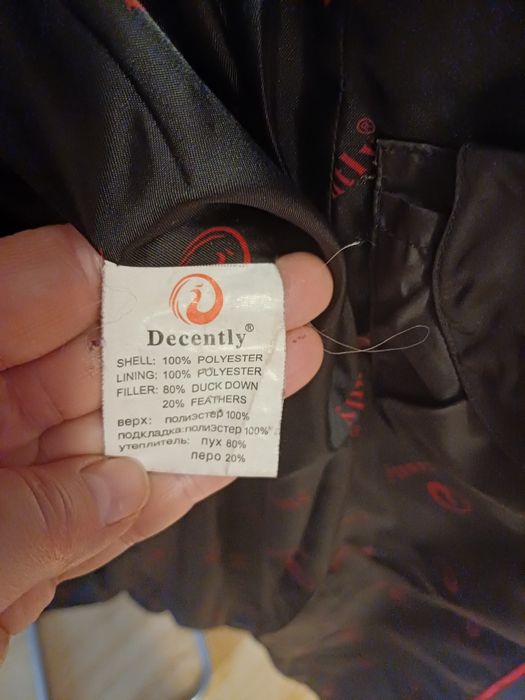 Decently®
SHELL: 100% POLYESTER
LINING: 100% POLYESTER
FILLER: 80% DUCK DOWN
20% FEATHERS
верх: полиэстер 100%
подкладка: полиэстер 100%
утеплитель: пух 80%
перо 20%